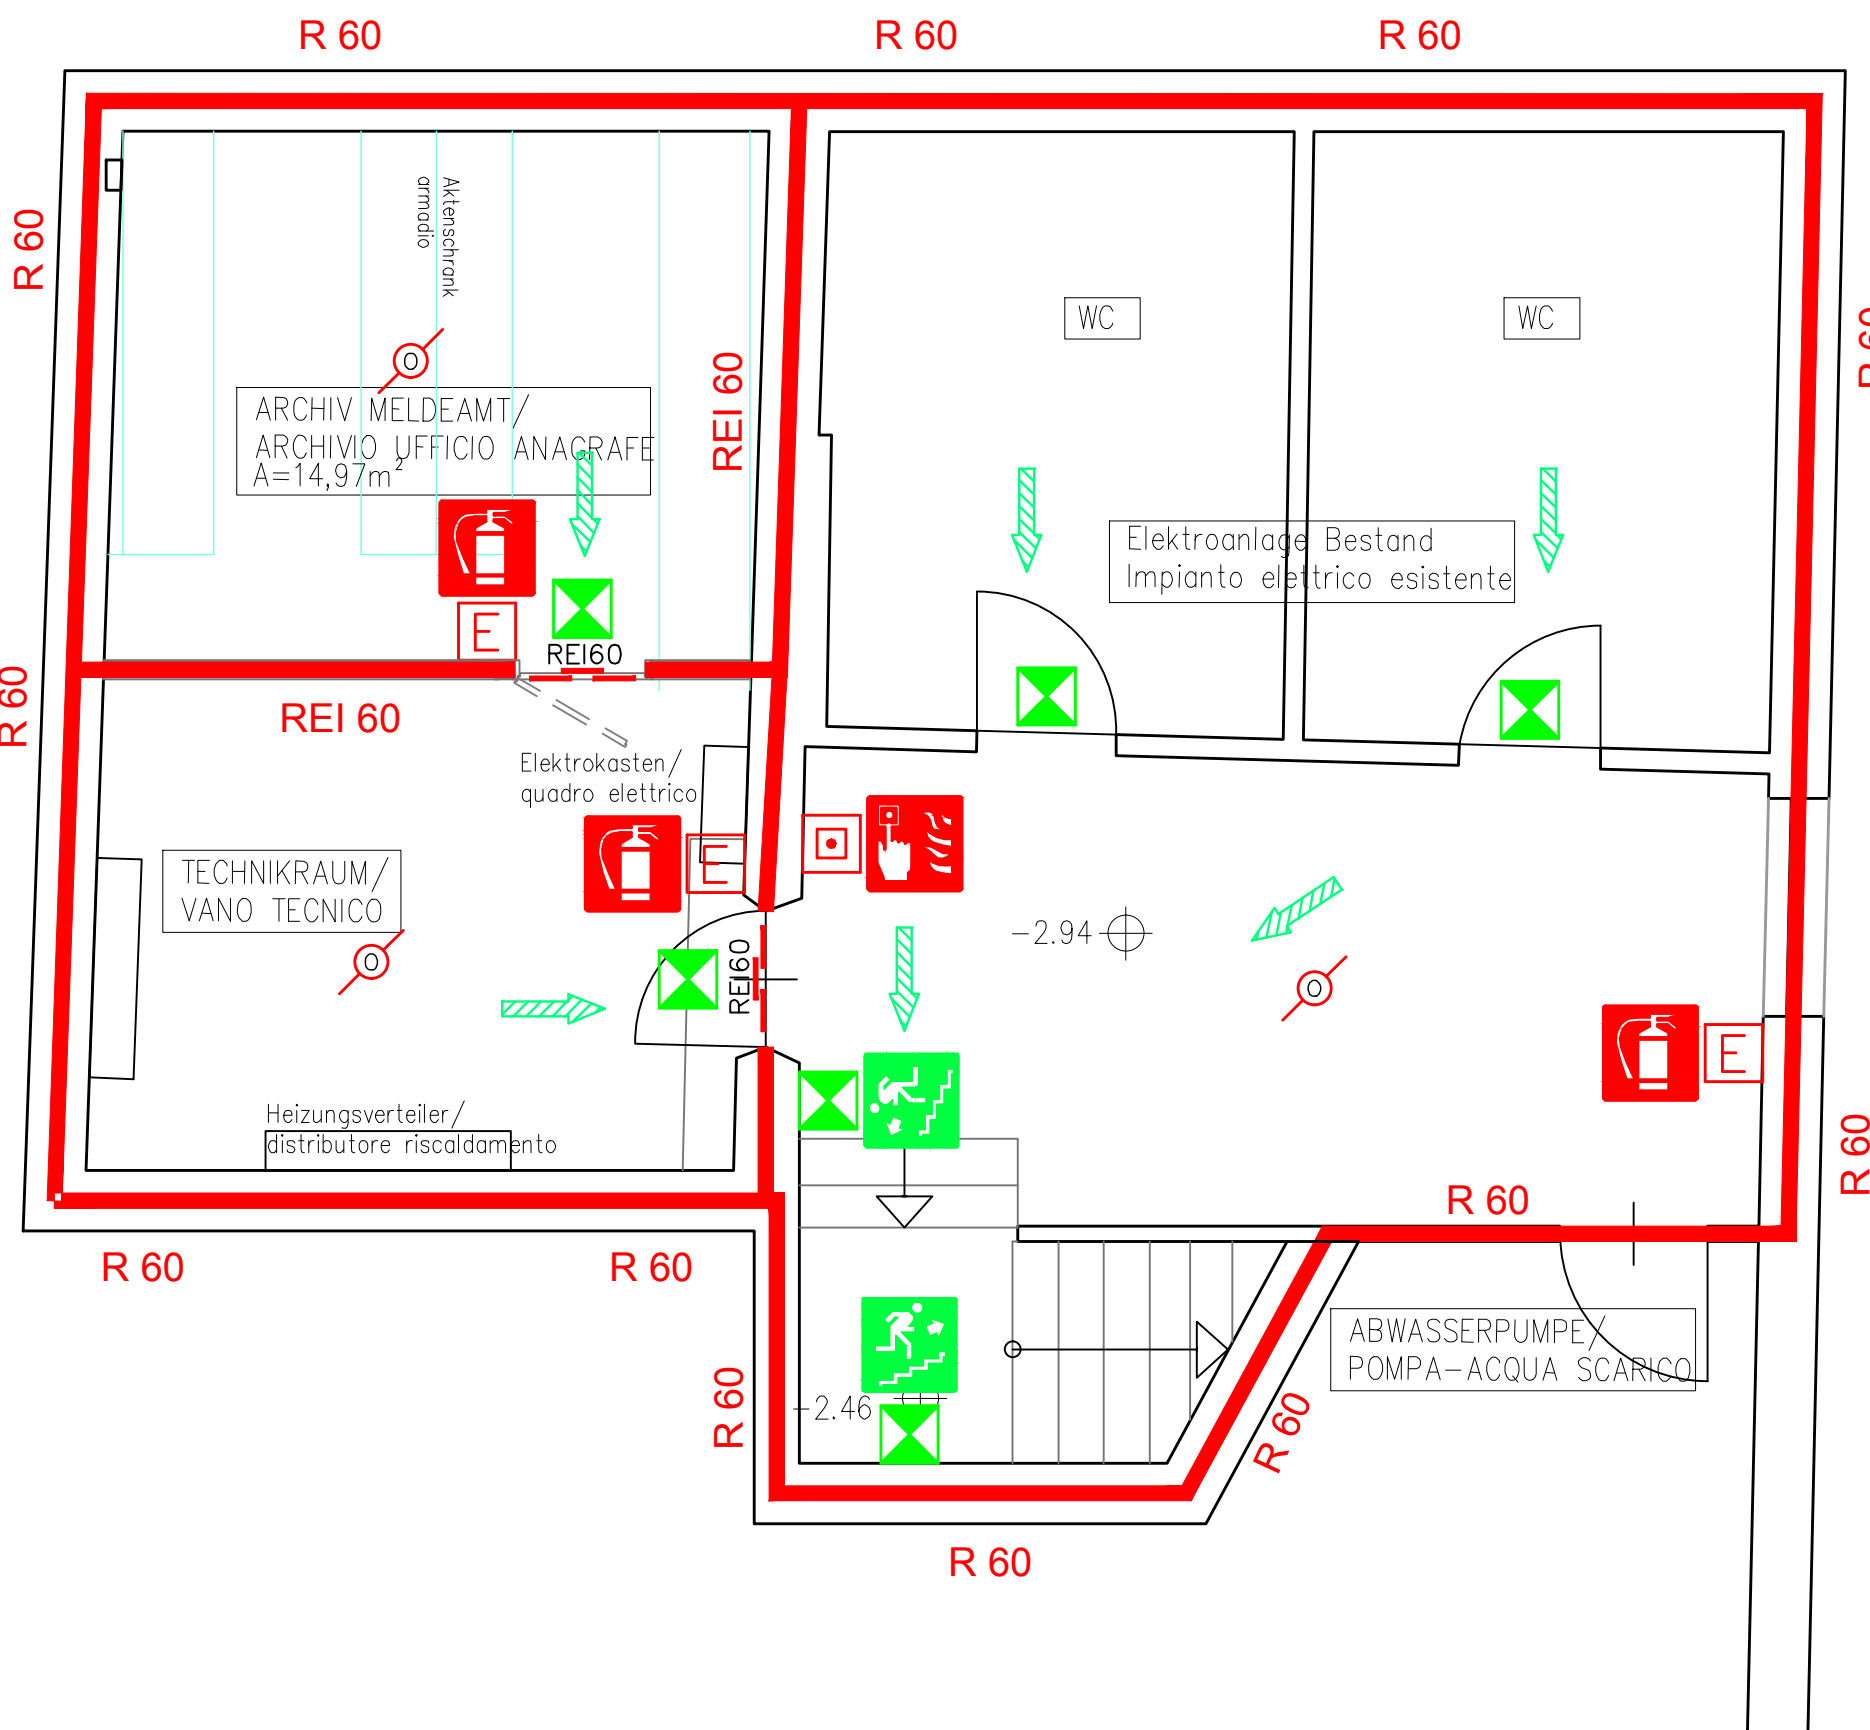 R 60
R 60
R 60
R 60
Aktenschrank
armadio
R 60
WC
WC
REI 60
ARCHIV MELDEAMT/
ARCHIVIO UFFICIO ANAGRAFE
A=14,97m²
O
Elektroanlage Bestand
Impianto elettrico esistente
E
REI60
R 60
REI 60
Elektrokasten/
quadro elettrico
E
TECHNIKRAUM/
VANO TECNICO
O
REI60
-2.94
O
E
Heizungsverteiler/
distributore riscaldamento
R 60
R 60
R 60
R 60
ABWASSERPUMPE/
POMPA-ACQUA SCARICO
R 60
-2.46
R 60
R 60